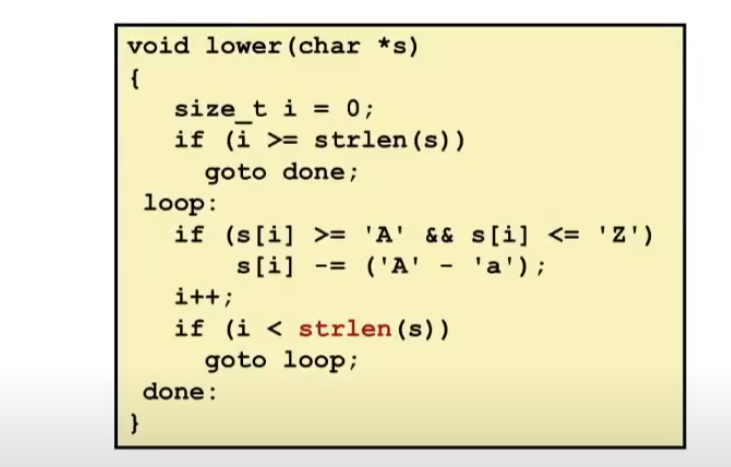 void lower(char *s)
{
size_t i = 0;
if (i >= strlen(s))
goto done;
loop:
if (s[i] >= 'A' && s[i] <= 'Z')
s[i] -= ('A' - 'a');
i++;
if (i < strlen(s))
goto loop;
done:
}